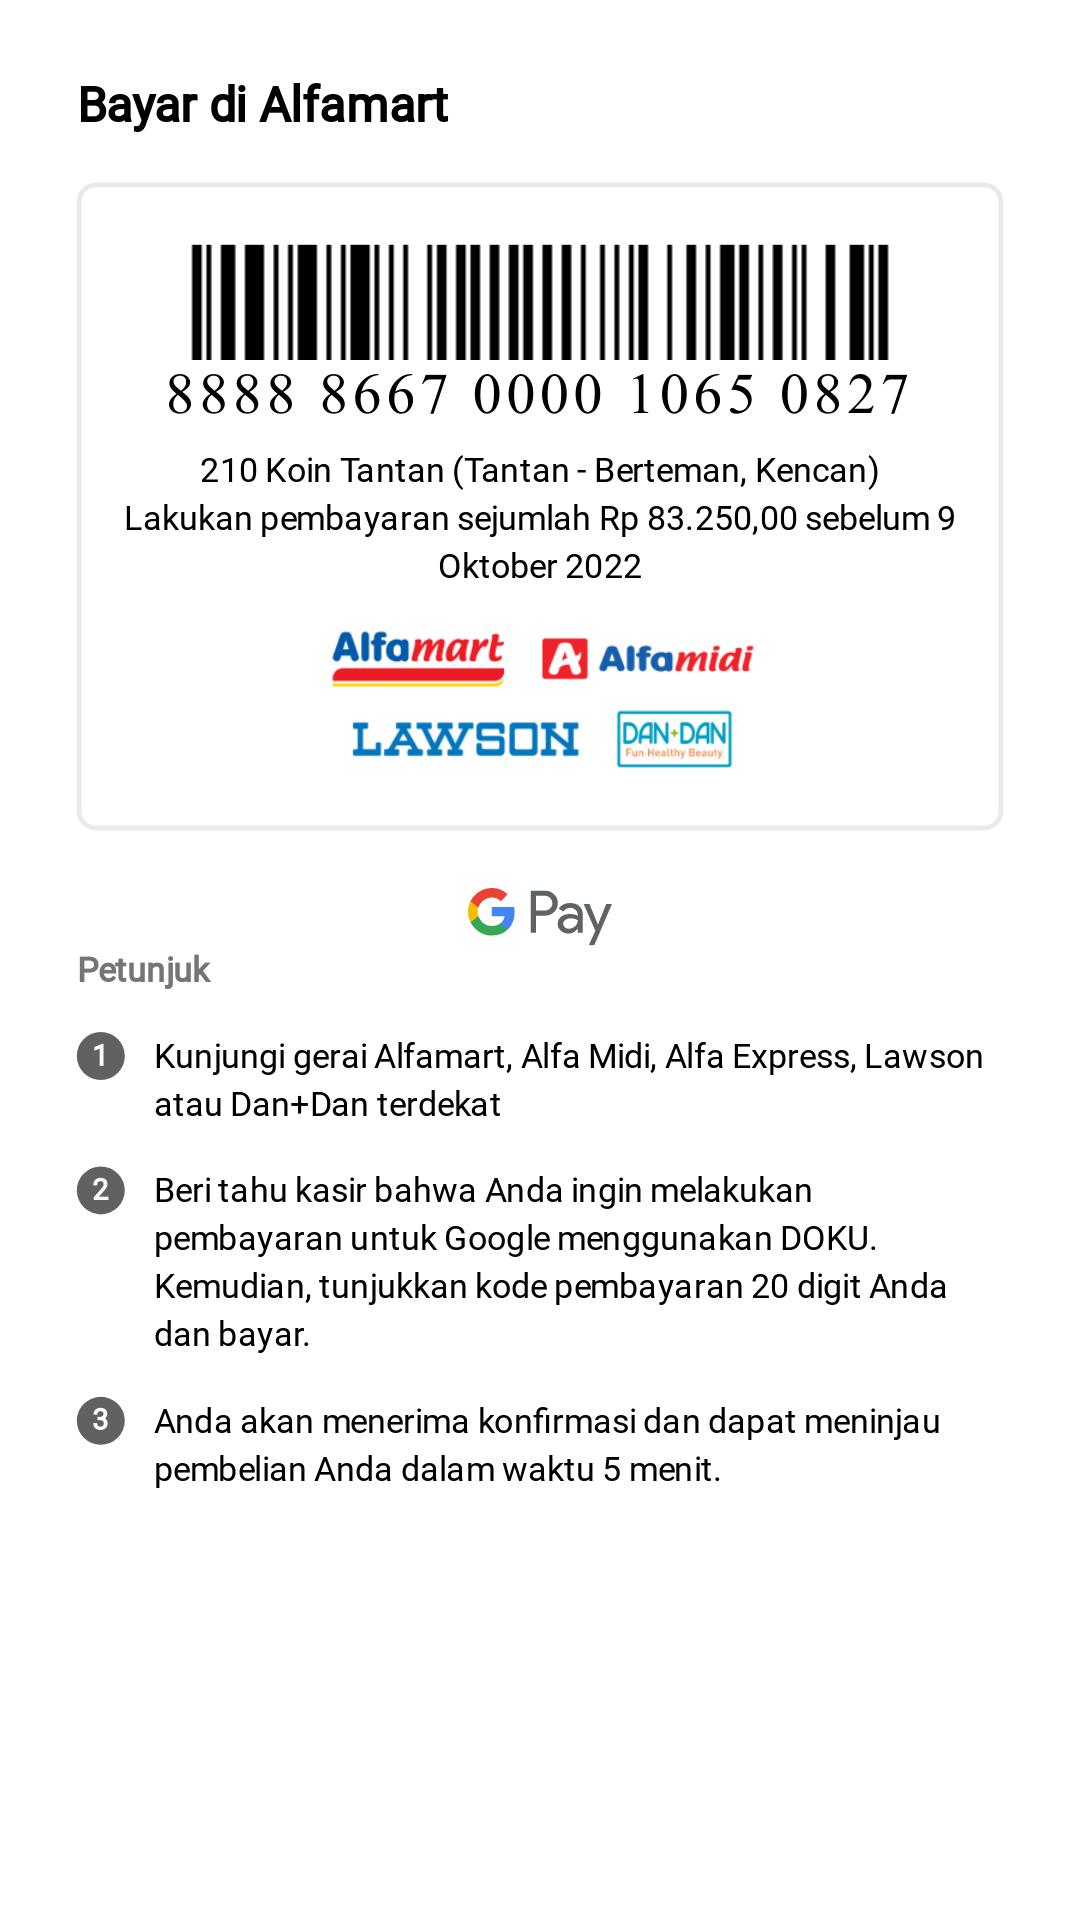 Bayar di Alfamart
8888 8667 0000 1065 0827
210 Koin Tantan (Tantan - Berteman, Kencan)
Lakukan pembayaran sejumlah Rp 83.250,00 sebelum 9
Oktober 2022
Alfamart
A Alfamidi
LAWSON
DAN+DAN
Fun Healthy Beauty
G Pay
Petunjuk
1 Kunjungi gerai Alfamart, Alfa Midi, Alfa Express, Lawson
atau Dan+Dan terdekat
2 Beri tahu kasir bahwa Anda ingin melakukan
pembayaran untuk Google menggunakan DOKU.
Kemudian, tunjukkan kode pembayaran 20 digit Anda
dan bayar.
3 Anda akan menerima konfirmasi dan dapat meninjau
pembelian Anda dalam waktu 5 menit.